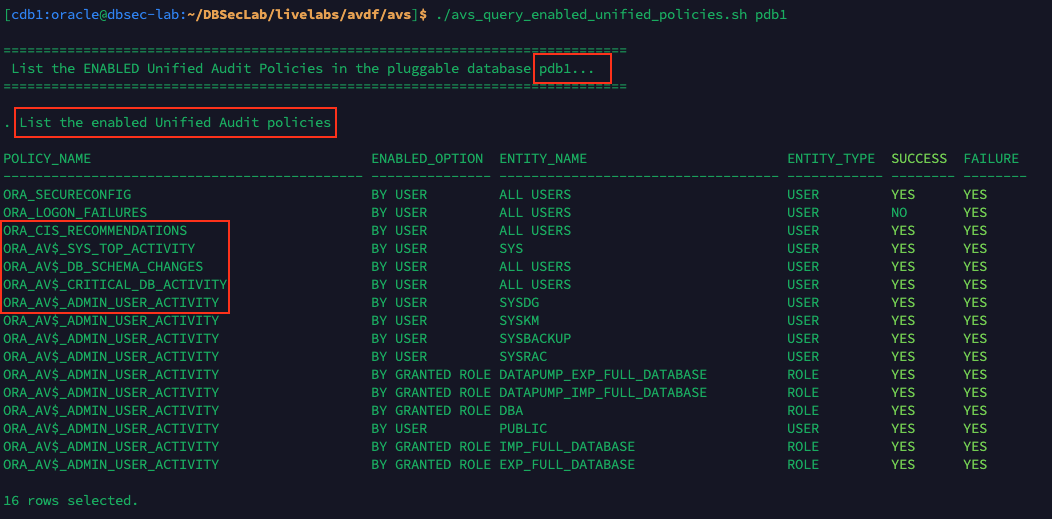 [cdb1:oracle@dbsec-lab:~/DBSecLab/livelabs/avdf/avs]$ ./avs_query_enabled_unified_policies.sh pdb1
==============================================================================
List the ENABLED Unified Audit Policies in the pluggable database pdb1...
==============================================================================
. List the enabled Unified Audit policies
POLICY_NAME ENABLED_OPTION ENTITY_NAME ENTITY_TYPE SUCCESS FAILURE
--------------------------------------------- --------------- ----------------------------------- ------------ -------- --------
ORA_SECURECONFIG BY USER ALL USERS USER YES YES
ORA_LOGON_FAILURES BY USER ALL USERS USER NO YES
ORA_CIS_RECOMMENDATIONS BY USER ALL USERS USER YES YES
ORA_AV$_SYS_TOP_ACTIVITY BY USER SYS USER YES YES
ORA_AV$_DB_SCHEMA_CHANGES BY USER ALL USERS USER YES YES
ORA_AV$_CRITICAL_DB_ACTIVITY BY USER ALL USERS USER YES YES
ORA_AV$_ADMIN_USER_ACTIVITY BY USER SYSDG USER YES YES
ORA_AV$_ADMIN_USER_ACTIVITY BY USER SYSKM USER YES YES
ORA_AV$_ADMIN_USER_ACTIVITY BY USER SYSBACKUP USER YES YES
ORA_AV$_ADMIN_USER_ACTIVITY BY USER SYSRAC USER YES YES
ORA_AV$_ADMIN_USER_ACTIVITY BY GRANTED ROLE DATAPUMP_EXP_FULL_DATABASE ROLE YES YES
ORA_AV$_ADMIN_USER_ACTIVITY BY GRANTED ROLE DATAPUMP_IMP_FULL_DATABASE ROLE YES YES
ORA_AV$_ADMIN_USER_ACTIVITY BY GRANTED ROLE DBA ROLE YES YES
ORA_AV$_ADMIN_USER_ACTIVITY BY USER PUBLIC USER YES YES
ORA_AV$_ADMIN_USER_ACTIVITY BY GRANTED ROLE IMP_FULL_DATABASE ROLE YES YES
ORA_AV$_ADMIN_USER_ACTIVITY BY GRANTED ROLE EXP_FULL_DATABASE ROLE YES YES
16 rows selected.